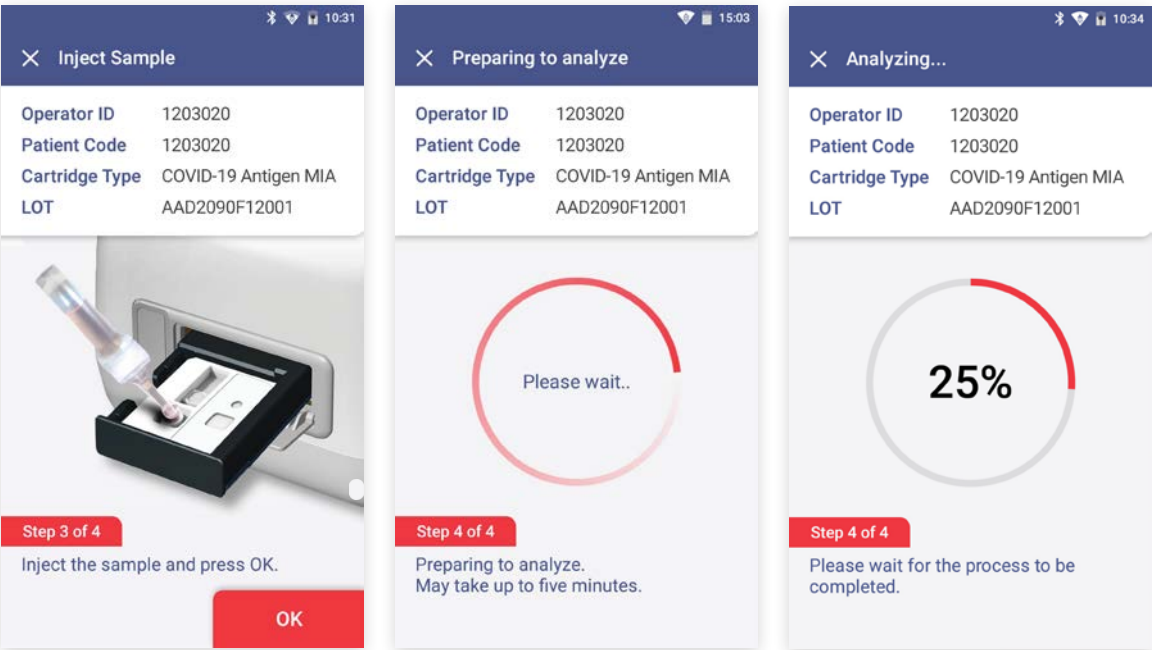 10:31
Inject Sample
Operator ID 1203020
Patient Code 1203020
Cartridge Type COVID-19 Antigen MIA
LOT AAD2090F12001
Step 3 of 4
Inject the sample and press OK.
OK
15:03
Preparing to analyze
Operator ID 1203020
Patient Code 1203020
Cartridge Type COVID-19 Antigen MIA
LOT AAD2090F12001
Please wait..
Step 4 of 4
Preparing to analyze.
May take up to five minutes.
10:34
Analyzing...
Operator ID 1203020
Patient Code 1203020
Cartridge Type COVID-19 Antigen MIA
LOT AAD2090F12001
25%
Step 4 of 4
Please wait for the process to be
completed.